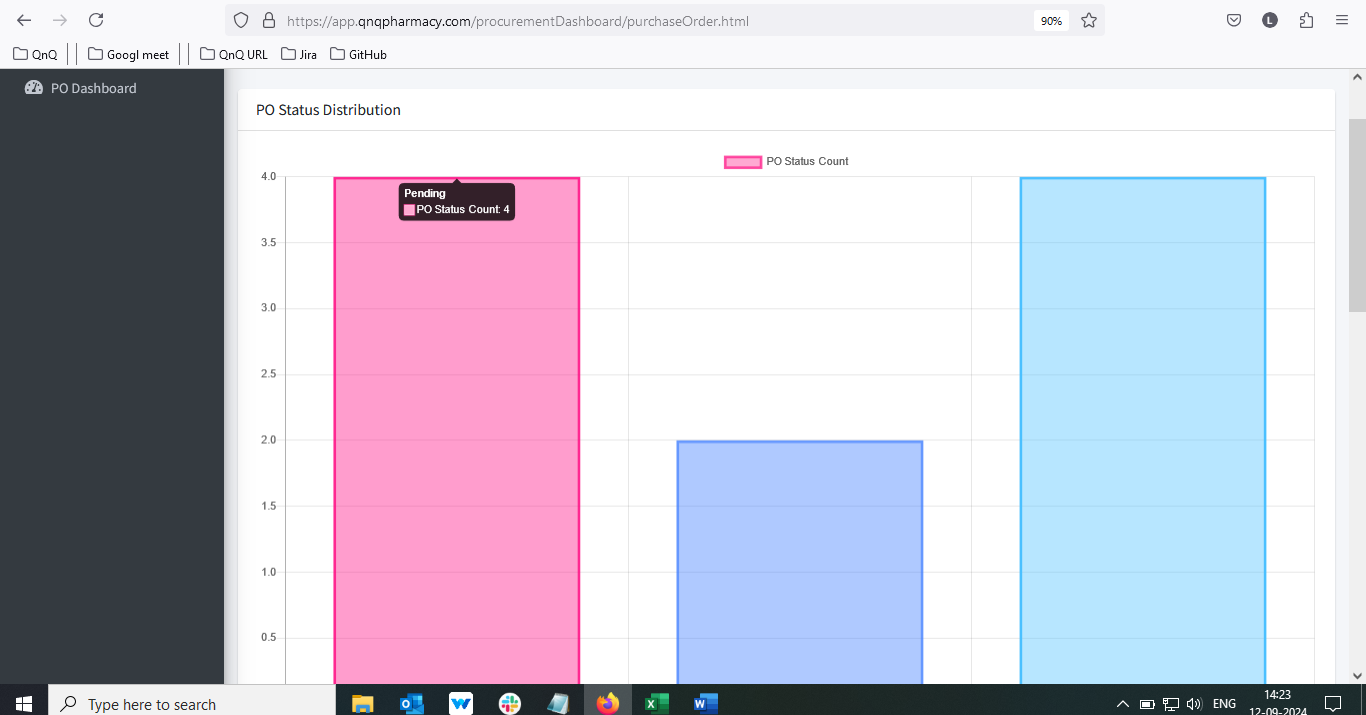 https://app.qnqpharmacy.com/procurementDashboard/purchaseOrder.html
90%
L
QnQ
Googl meet
QnQ URL
Jira
GitHub
PO Dashboard
PO Status Distribution
PO Status Count
4.0
Pending
PO Status Count: 4
3.5
3.0
2.5
2.0
1.5
1.0
0.5
Type here to search
ENG
14:23
12-09-2024